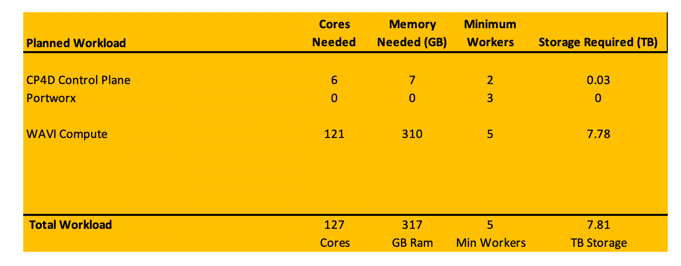 Planned Workload Cores Needed Memory Needed (GB) Minimum Workers Storage Required (TB)
CP4D Control Plane 6 7 2 0.03
Portworx 0 0 3 0
WAVI Compute 121 310 5 7.78
Total Workload 127 317 5 7.81
Cores GB Ram Min Workers TB Storage